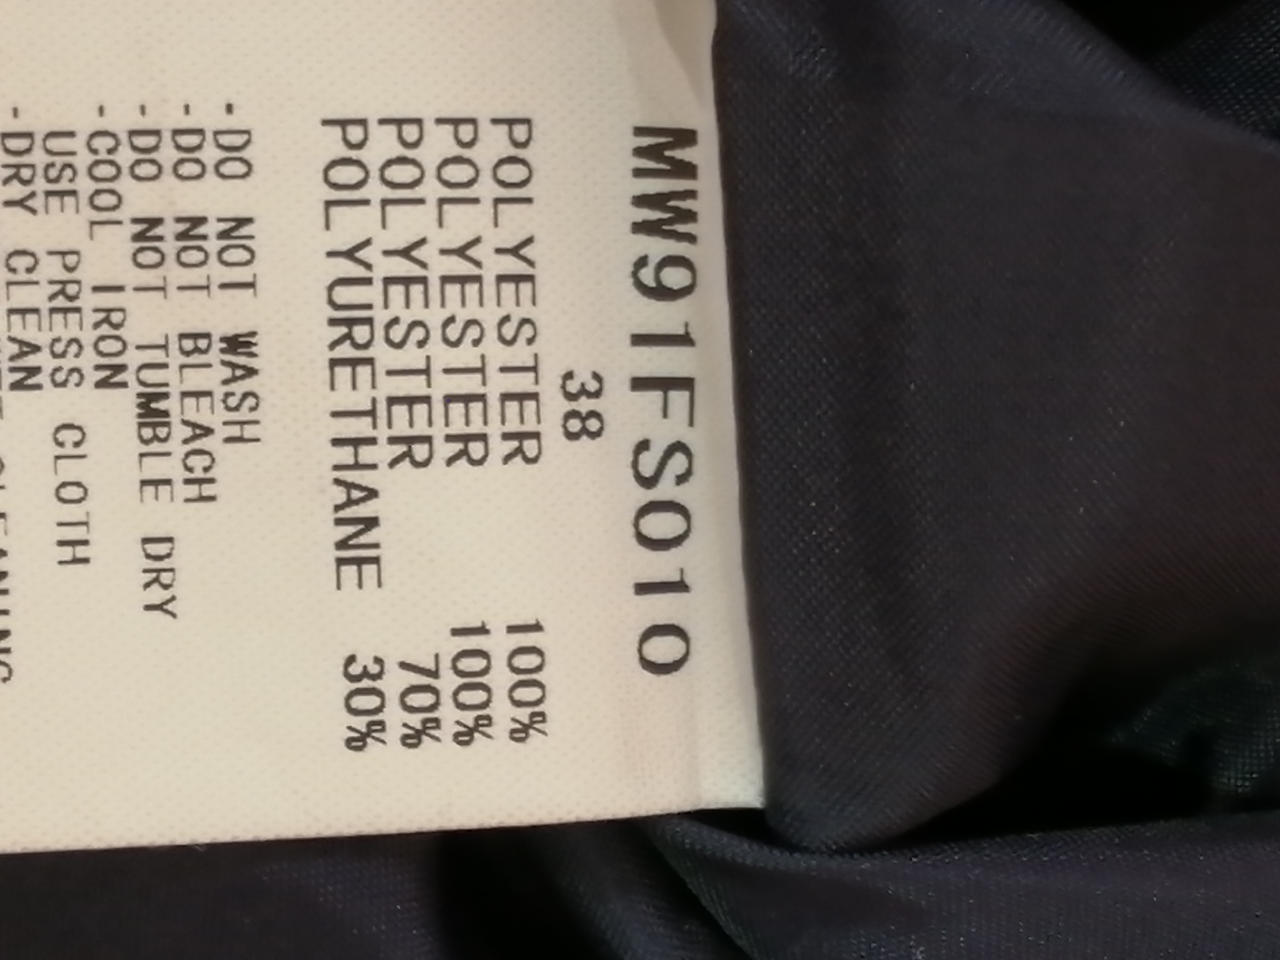 MW91FS010
38
POLYESTER 100%
POLYESTER 100%
POLYESTER 70%
POLYURETHANE 30%
-DO NOT WASH
-DO NOT BLEACH
-DO NOT TUMBLE DRY
-COOL IRON
USE PRESS CLOTH
-DRY CLEAN